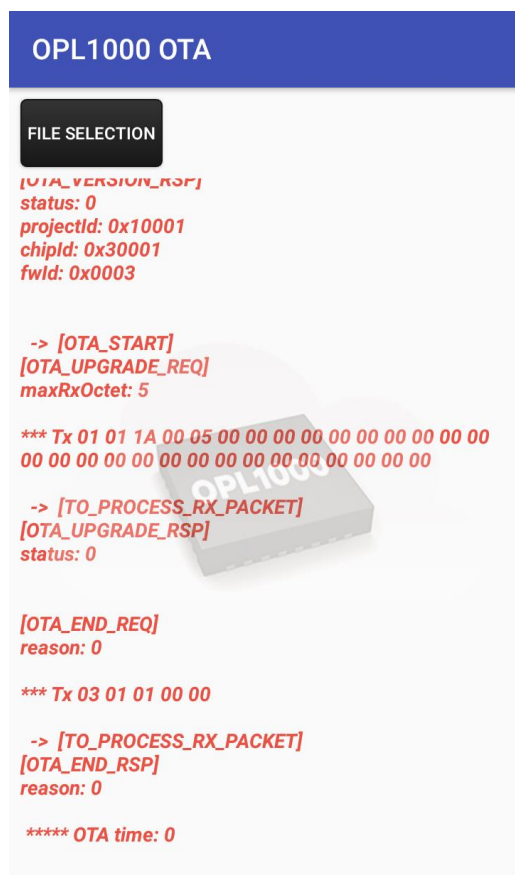 OPL1000 OTA
FILE SELECTION
[OTA_VERSION_RSP]
status: 0
projectId: 0x10001
chipId: 0x30001
fwId: 0x0003
-> [OTA_START]
[OTA_UPGRADE_REQ]
maxRxOctet: 5
*** Tx 01 01 1A 00 05 00 00 00 00 00 00 00 00 00 00
00 00 00 00 00 00 00 00 00 00 00 00 00 00 00
OPL1000
-> [TO_PROCESS_RX_PACKET]
[OTA_UPGRADE_RSP]
status: 0
[OTA_END_REQ]
reason: 0
*** Tx 03 01 01 00 00
-> [TO_PROCESS_RX_PACKET]
[OTA_END_RSP]
reason: 0
***** OTA time: 0